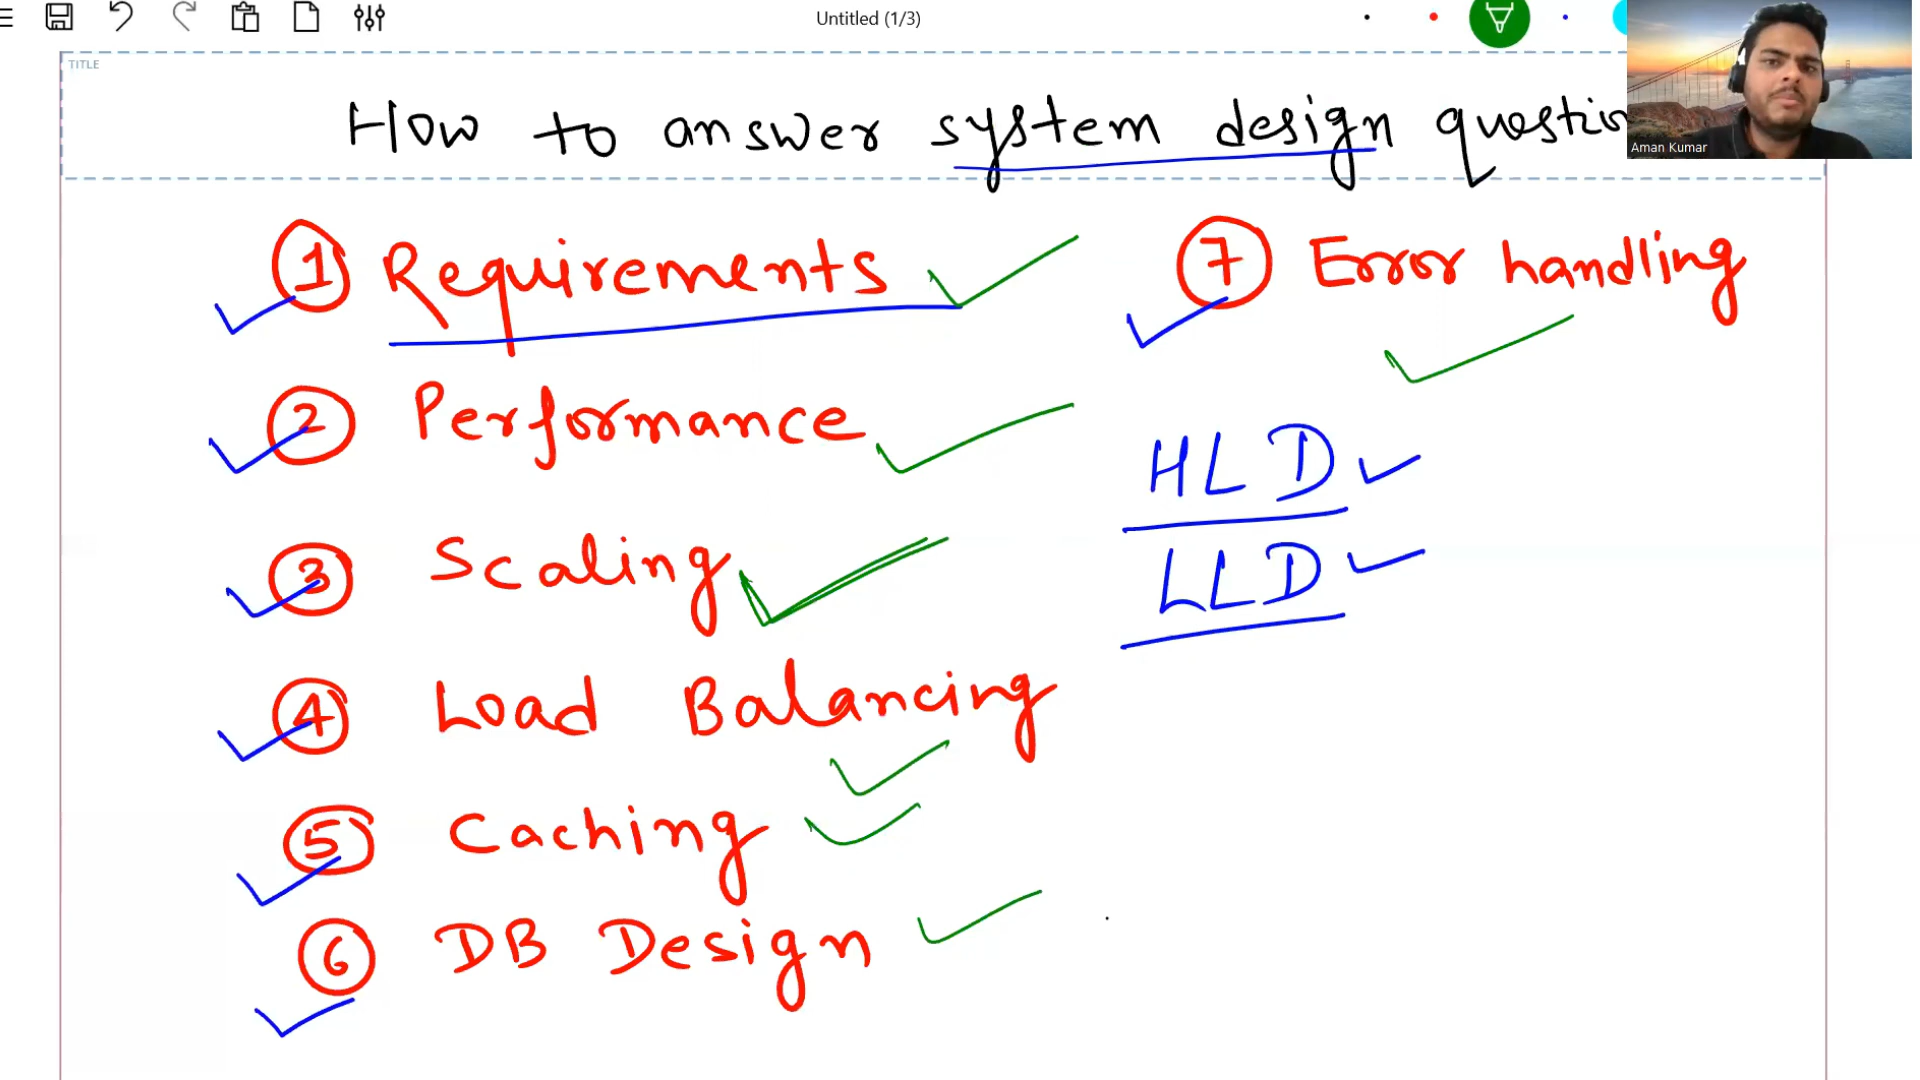 Untitled (1/3)
TITLE
How to answer system design questio
Aman Kumar
1 Requirements
2 Performance
3 Scaling
4 Load Balancing
5 Caching
6 DB Design
7 Error handling
HLD
LLD